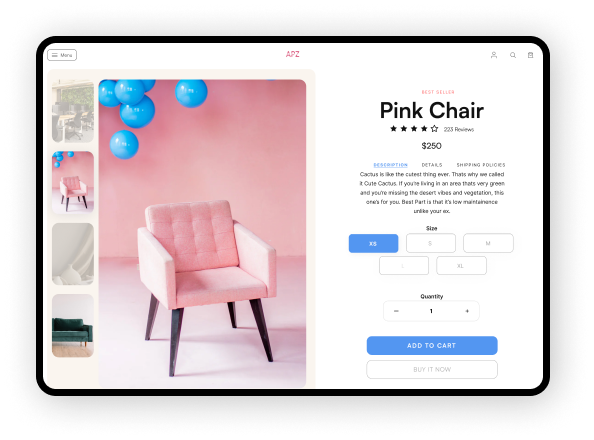 Menu
APZ
BEST SELLER
Pink Chair
223 Reviews
$250
DESCRIPTION DETAILS SHIPPING POLICIES
Cactus is like the cutest thing ever. Thats why we called
it Cute Cactus. If you're living in an area thats very green
and you're missing the desert vibes and vegetation, this
one's for you. Best Part is that it's low maintainence
unlike your ex.
Size
XS S M
L XL
Quantity
1
ADD TO CART
BUY IT NOW